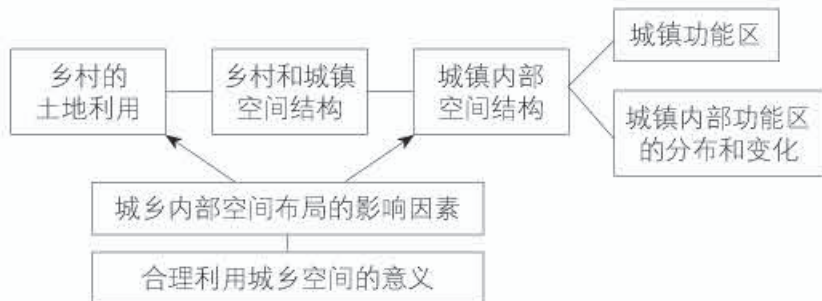 城镇功能区
乡村的
土地利用
乡村和城镇
空间结构
城镇内部
空间结构
城镇内部功能区
的分布和变化
城乡内部空间布局的影响因素
合理利用城乡空间的意义